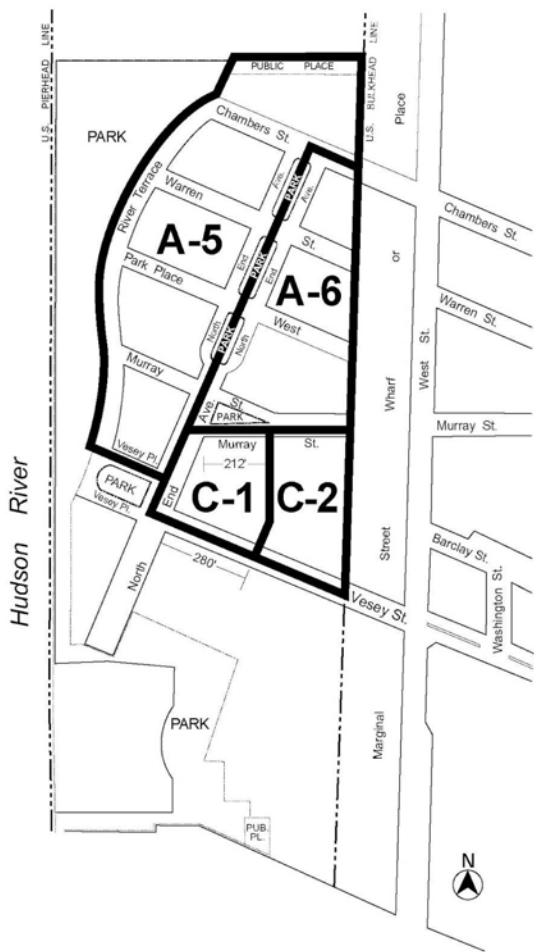 U.S. PIERHEAD LINE
U.S. BULKHEAD LINE
PUBLIC PLACE
Place
PARK
Chambers St.
Ave.
PARK
Ave.
River Terrace
Warren
St.
Chambers St.
A-5
End
PARK
End
A-6
or
Park Place
Warren St.
North
PARK
North
West
West St.
Wharf
Murray
Ave.
St.
PARK
Murray St.
Vesey Pl.
Murray St.
212'
PARK
Vesey Pl.
End
C-1
C-2
Street
Barclay St.
Washington St.
280'
Vesey St.
North
Hudson River
PARK
Marginal
PUB.
PL.
N